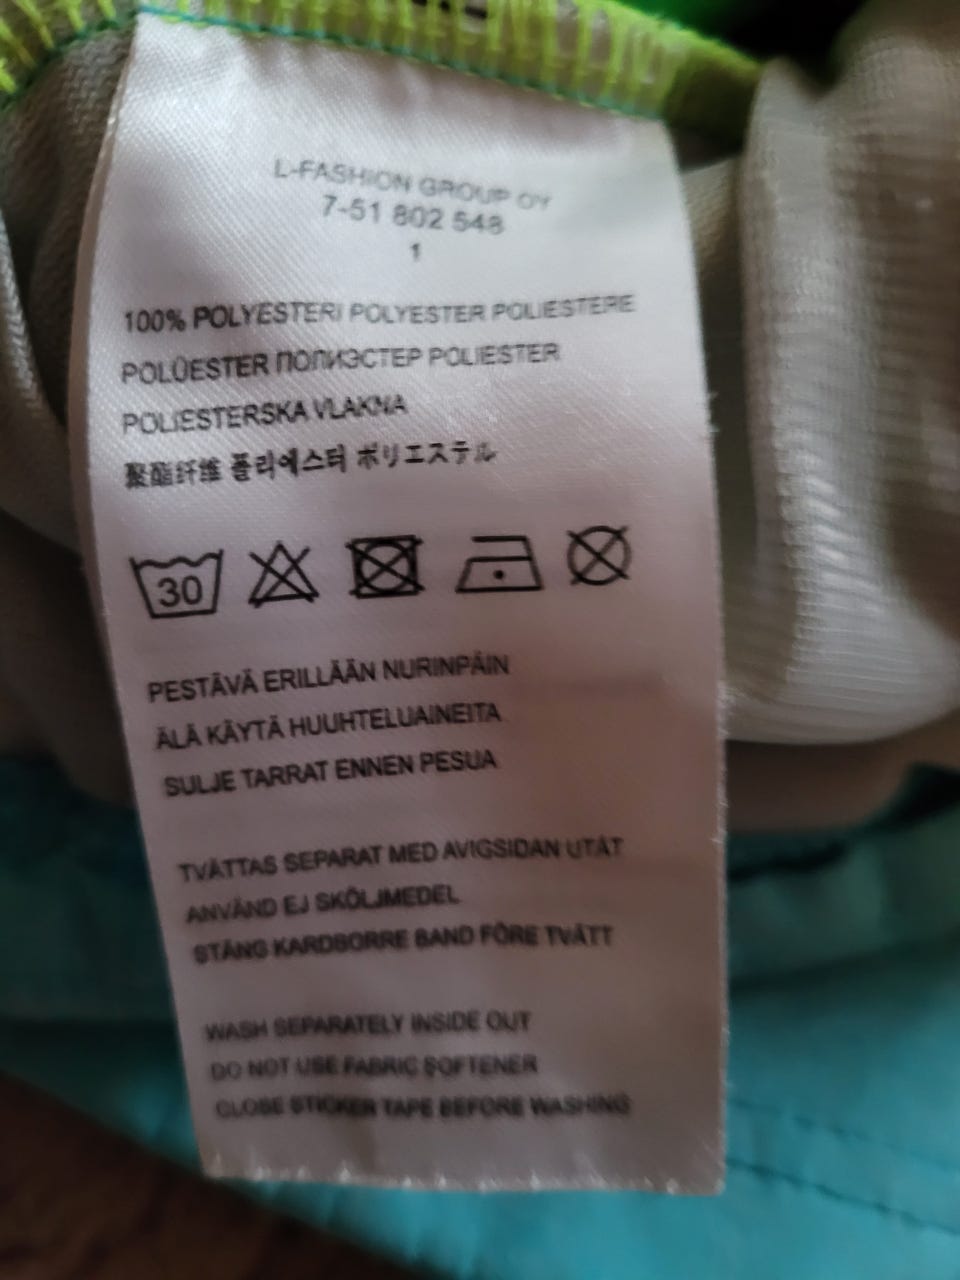 L-FASHION GROUP OY
7-51 802 548
1
100% POLYESTERI POLYESTER POLIESTERE
POLÜESTER ПОЛИЭСТЕР POLIESTER
POLIESTERSKA VLAKNA
聚酯纤维 폴리에스터 ポリエステル
30
PESTÄVÄ ERILLÄÄN NURINPÄIN
ÄLÄ KÄYTÄ HUUHTELUAINEITA
SULJE TARRAT ENNEN PESUA
TVÄTTAS SEPARAT MED AVIGSIDAN UTÅT
ANVÄND EJ SKÖLJMEDEL
STÄNG KARDBORRE BAND FÖRE TVÄTT
WASH SEPARATELY INSIDE OUT
DO NOT USE FABRIC SOFTENER
CLOSE STICKER TAPE BEFORE WASHING